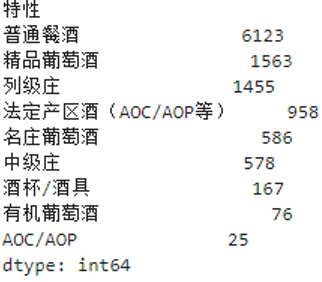 特性
普通餐酒 6123
精品葡萄酒 1563
列级庄 1455
法定产区酒（AOC/AOP等） 958
名庄葡萄酒 586
中级庄 578
酒杯/酒具 167
有机葡萄酒 76
AOC/AOP 25
dtype: int64